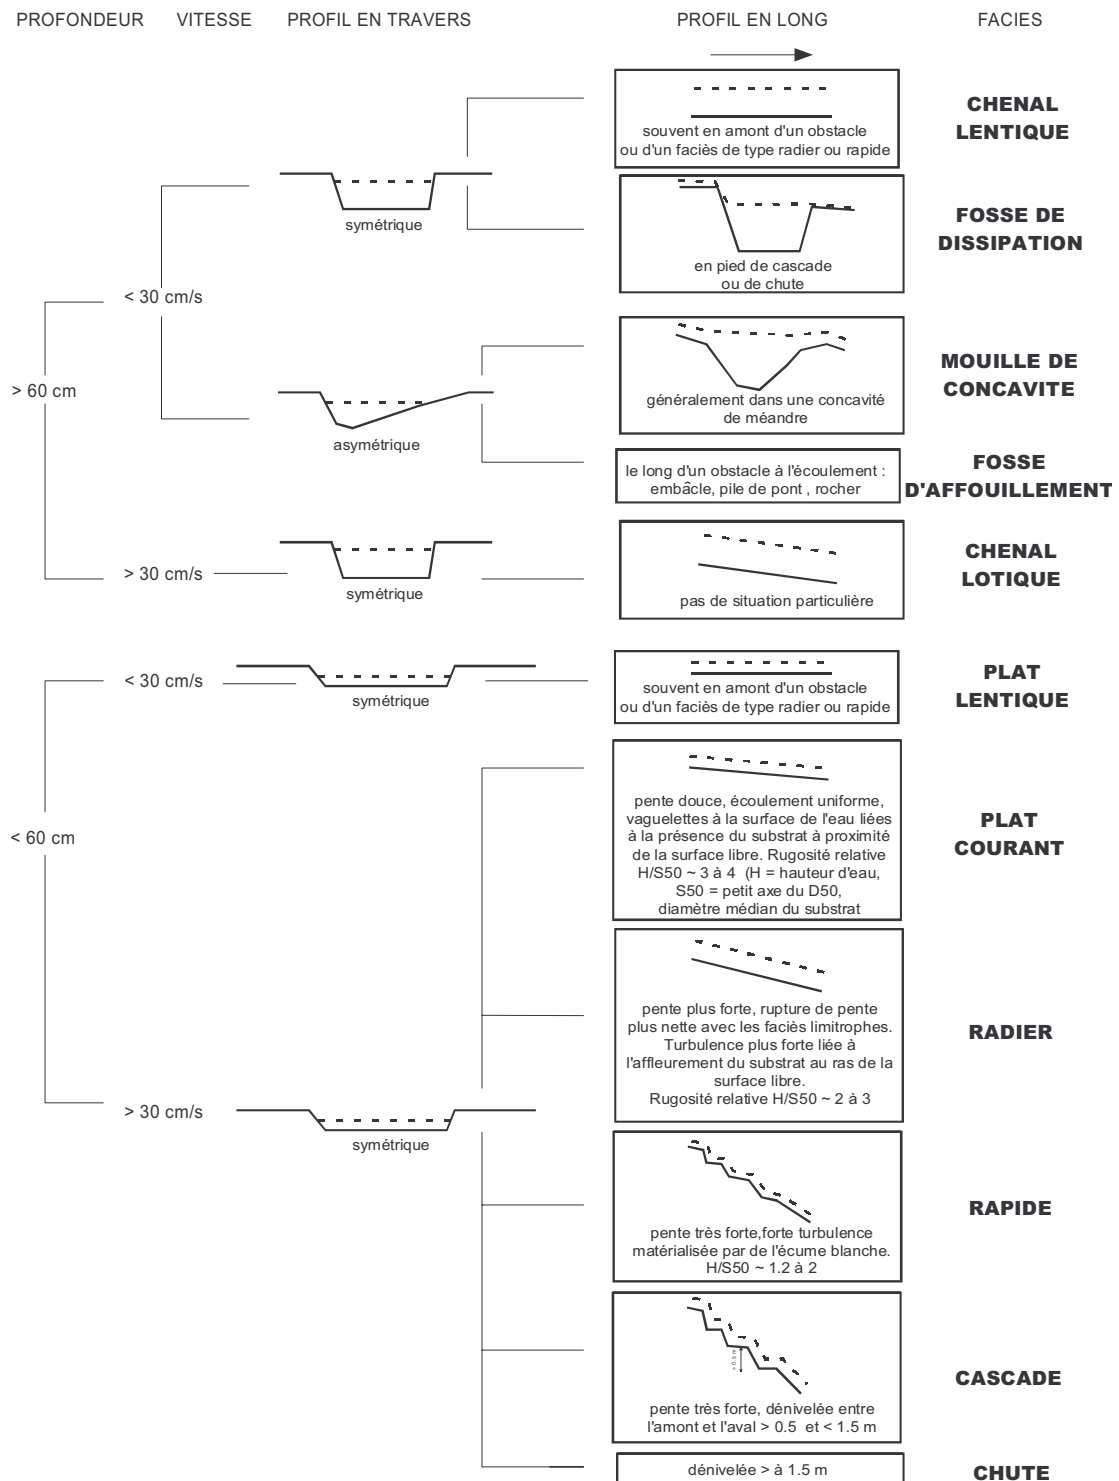 PROFONDEUR VITESSE PROFIL EN TRAVERS PROFIL EN LONG FACIES
CHENAL
LENTIQUE
souvent en amont d'un obstacle
ou d'un faciès de type radier ou rapide
symétrique
FOSSE DE
DISSIPATION
en pied de cascade
ou de chute
< 30 cm/s
> 60 cm
MOUILLE DE
CONCAVITE
généralement dans une concavité
de méandre
asymétrique
FOSSE
D'AFFOUILLEMENT
le long d'un obstacle à l'écoulement :
embâcle, pile de pont , rocher
CHENAL
LOTIQUE
> 30 cm/s
symétrique
pas de situation particulière
PLAT
LENTIQUE
< 30 cm/s
symétrique
souvent en amont d'un obstacle
ou d'un faciès de type radier ou rapide
< 60 cm
PLAT
COURANT
pente douce, écoulement uniforme,
vaguelettes à la surface de l'eau liées
à la présence du substrat à proximité
de la surface libre. Rugosité relative
H/S50 ~ 3 à 4 (H = hauteur d'eau,
S50 = petit axe du D50,
diamètre médian du substrat
RADIER
pente plus forte, rupture de pente
plus nette avec les faciès limitrophes.
Turbulence plus forte liée à
l'affleurement du substrat au ras de la
surface libre.
Rugosité relative H/S50 ~ 2 à 3
> 30 cm/s
symétrique
RAPIDE
pente très forte,forte turbulence
matérialisée par de l'écume blanche.
H/S50 ~ 1.2 à 2
CASCADE
> 0.5 m
pente très forte, dénivelée entre
l'amont et l'aval > 0.5 et < 1.5 m
CHUTE
dénivelée > à 1.5 m